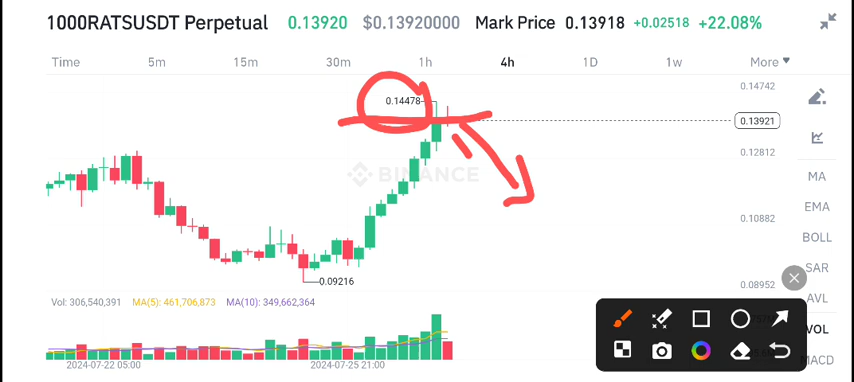 1000RATSUSDT Perpetual 0.13920 $0.13920000 Mark Price 0.13918 +0.02518 +22.08%
Time 5m 15m 30m 1h 4h 1D 1w More
0.14742
0.14478
0.13921
0.12812
BINANCE
MA
EMA
0.10882
BOLL
SAR
0.09216
0.08952
AVL
Vol: 306,540,391 MA(5): 461,706,873 MA(10): 349,662,364
VOL
MACD
2024-07-22 05:00 2024-07-25 21:00